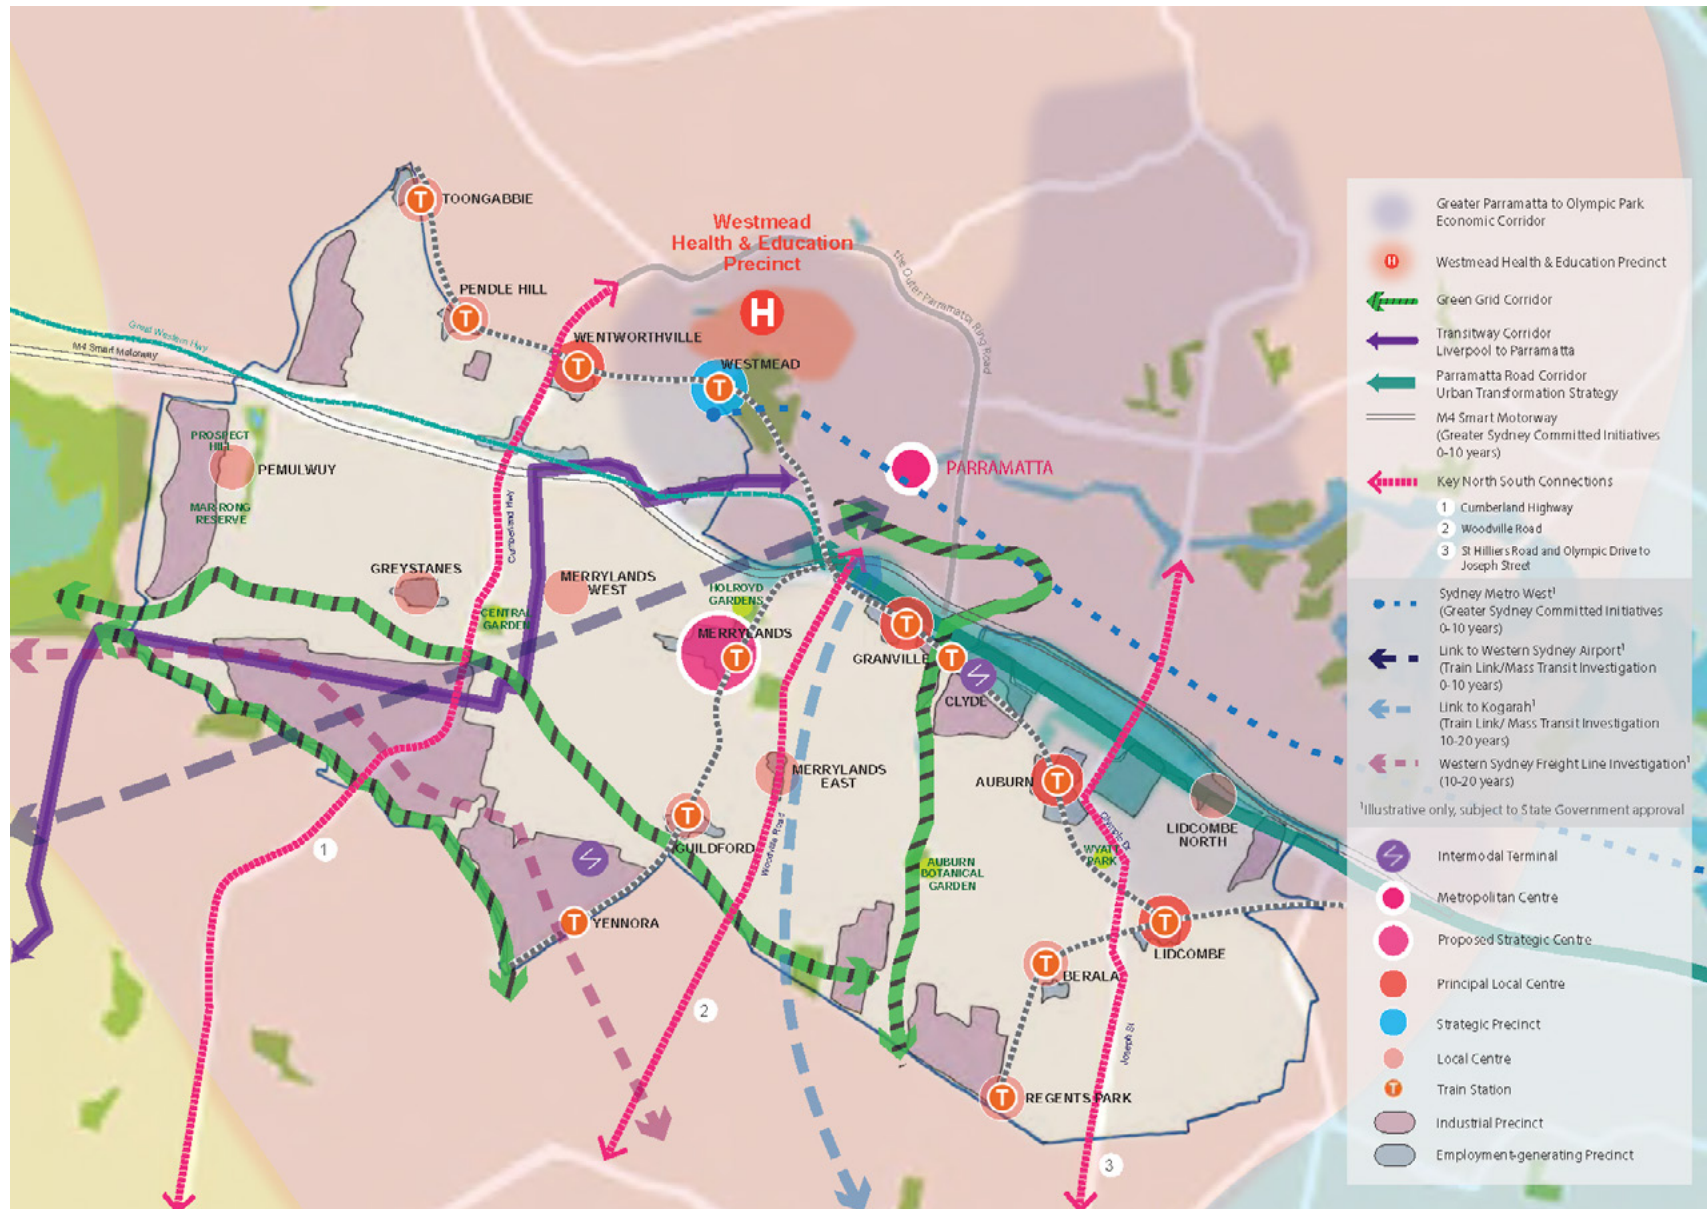 TOONGABBIE
Westmead
Health & Education
Precinct
the Outer Parramatta Ring Road
PENDLE HILL
WENTWORTHVILLE
WESTMEAD
Great Western Hwy
M4 Smart Motorway
PROSPECT
HILL
PEMULWUY
MARRONG
RESERVE
PARRAMATTA
Cumberland Hwy
GREYSTANES
MERRYLANDS
WEST
CENTRAL
GARDEN
HOLROYD
GARDENS
MERRYLANDS
GRANVILLE
CLYDE
MERRYLANDS
EAST
AUBURN
LIDCOMBE
NORTH
Olympic Dr
Woodville Road
GUILDFORD
WYATT
PARK
AUBURN
BOTANICAL
GARDEN
YENNORA
LIDCOMBE
BERALA
Joseph St
REGENTS PARK
1
2
3
T
T
T
T
T
T
T
T
T
T
T
T
T
H
Greater Parramatta to Olympic Park
Economic Corridor
H Westmead Health & Education Precinct
Green Grid Corridor
Transitway Corridor
Liverpool to Parramatta
Parramatta Road Corridor
Urban Transformation Strategy
M4 Smart Motorway
(Greater Sydney Committed Initiatives
0-10 years)
Key North South Connections
1 Cumberland Highway
2 Woodville Road
3 St Hilliers Road and Olympic Drive to
Joseph Street
Sydney Metro West¹
(Greater Sydney Committed Initiatives
0-10 years)
Link to Western Sydney Airport¹
(Train Link/Mass Transit Investigation
0-10 years)
Link to Kogarah¹
(Train Link/ Mass Transit Investigation
10-20 years)
Western Sydney Freight Line Investigation¹
(10-20 years)
¹Illustrative only, subject to State Government approval
Intermodal Terminal
Metropolitan Centre
Proposed Strategic Centre
Principal Local Centre
Strategic Precinct
Local Centre
T Train Station
Industrial Precinct
Employment-generating Precinct